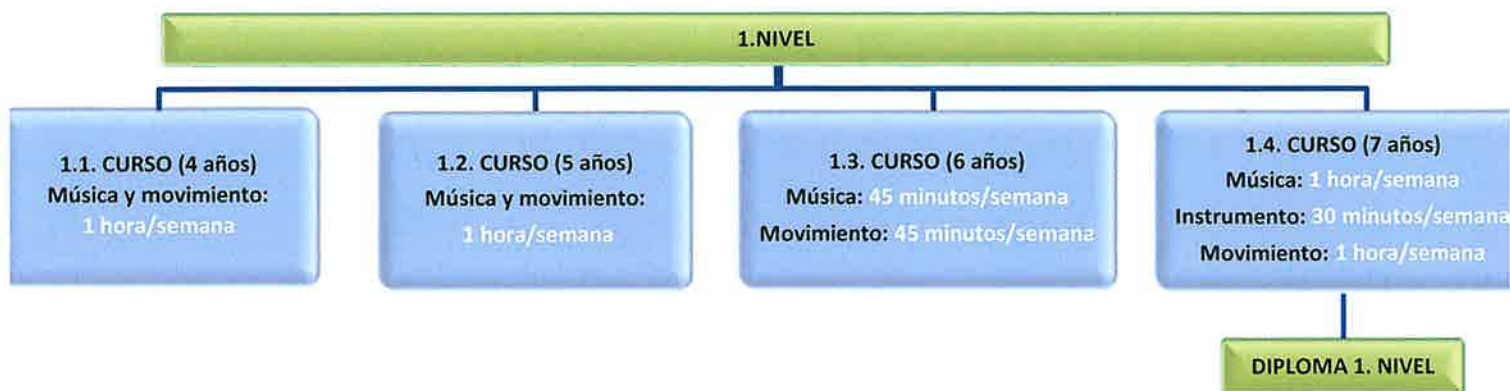 1.NIVEL
1.1. CURSO (4 años)
Música y movimiento:
1 hora/semana
1.2. CURSO (5 años)
Música y movimiento:
1 hora/semana
1.3. CURSO (6 años)
Música: 45 minutos/semana
Movimiento: 45 minutos/semana
1.4. CURSO (7 años)
Música: 1 hora/semana
Instrumento: 30 minutos/semana
Movimiento: 1 hora/semana
DIPLOMA 1. NIVEL